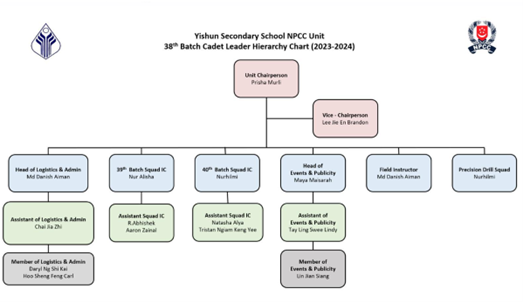 Yishun Secondary School NPCC Unit
38th Batch Cadet Leader Hierarchy Chart (2023-2024)
NPCC
Unit Chairperson
Prisha Murli
Vice - Chairperson
Lee Jie En Brandon
Head of Logistics & Admin
Md Danish Aiman
39th Batch Squad IC
Nur Alisha
40th Batch Squad IC
Nurhilmi
Head of
Events & Publicity
Maya Maisarah
Field Instructor
Md Danish Aiman
Precision Drill Squad
Nurhilmi
Assistant of Logistics & Admin
Chai Jia Zhi
Assistant Squad IC
R.Abhishek
Aaron Zainal
Assistant Squad IC
Natasha Alya
Tristan Ngiam Keng Yee
Assistant of
Events & Publicity
Tay Ling Swee Lindy
Member of Logistics & Admin
Daryl Ng Shi Kai
Hoo Sheng Feng Carl
Member of
Events & Publicity
Lin Jian Siang